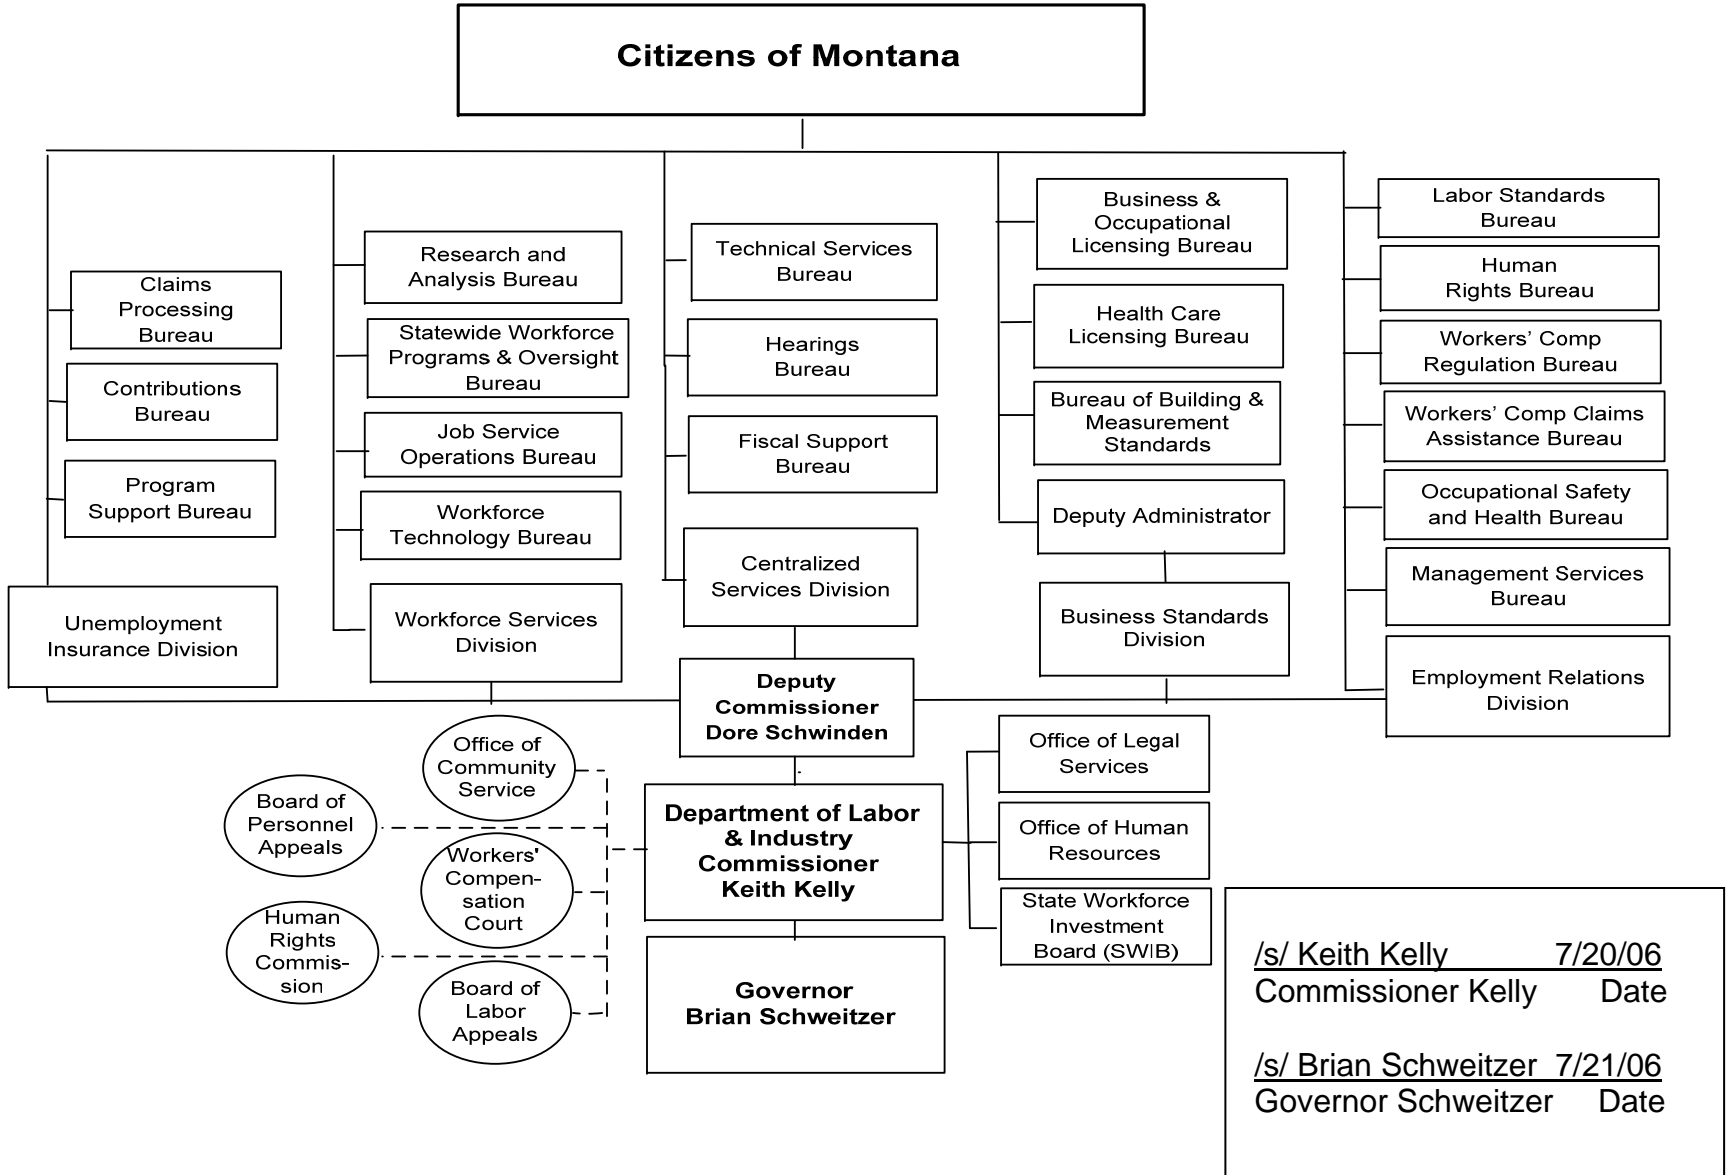 Citizens of Montana
Claims
Processing
Bureau
Contributions
Bureau
Program
Support Bureau
Unemployment
Insurance Division
Research and
Analysis Bureau
Statewide Workforce
Programs & Oversight
Bureau
Job Service
Operations Bureau
Workforce
Technology Bureau
Workforce Services
Division
Technical Services
Bureau
Hearings
Bureau
Fiscal Support
Bureau
Centralized
Services Division
Business &
Occupational
Licensing Bureau
Health Care
Licensing Bureau
Bureau of Building &
Measurement
Standards
Deputy Administrator
Business Standards
Division
Labor Standards
Bureau
Human
Rights Bureau
Workers’ Comp
Regulation Bureau
Workers’ Comp Claims
Assistance Bureau
Occupational Safety
and Health Bureau
Management Services
Bureau
Employment Relations
Division
Deputy
Commissioner
Dore Schwinden
Office of
Community
Service
Board of
Personnel
Appeals
Workers'
Compen-
sation
Court
Human
Rights
Commis-
sion
Board of
Labor
Appeals
Department of Labor
& Industry
Commissioner
Keith Kelly
Office of Legal
Services
Office of Human
Resources
State Workforce
Investment
Board (SWIB)
Governor
Brian Schweitzer
/s/ Keith Kelly 7/20/06
Commissioner Kelly Date
/s/ Brian Schweitzer 7/21/06
Governor Schweitzer Date